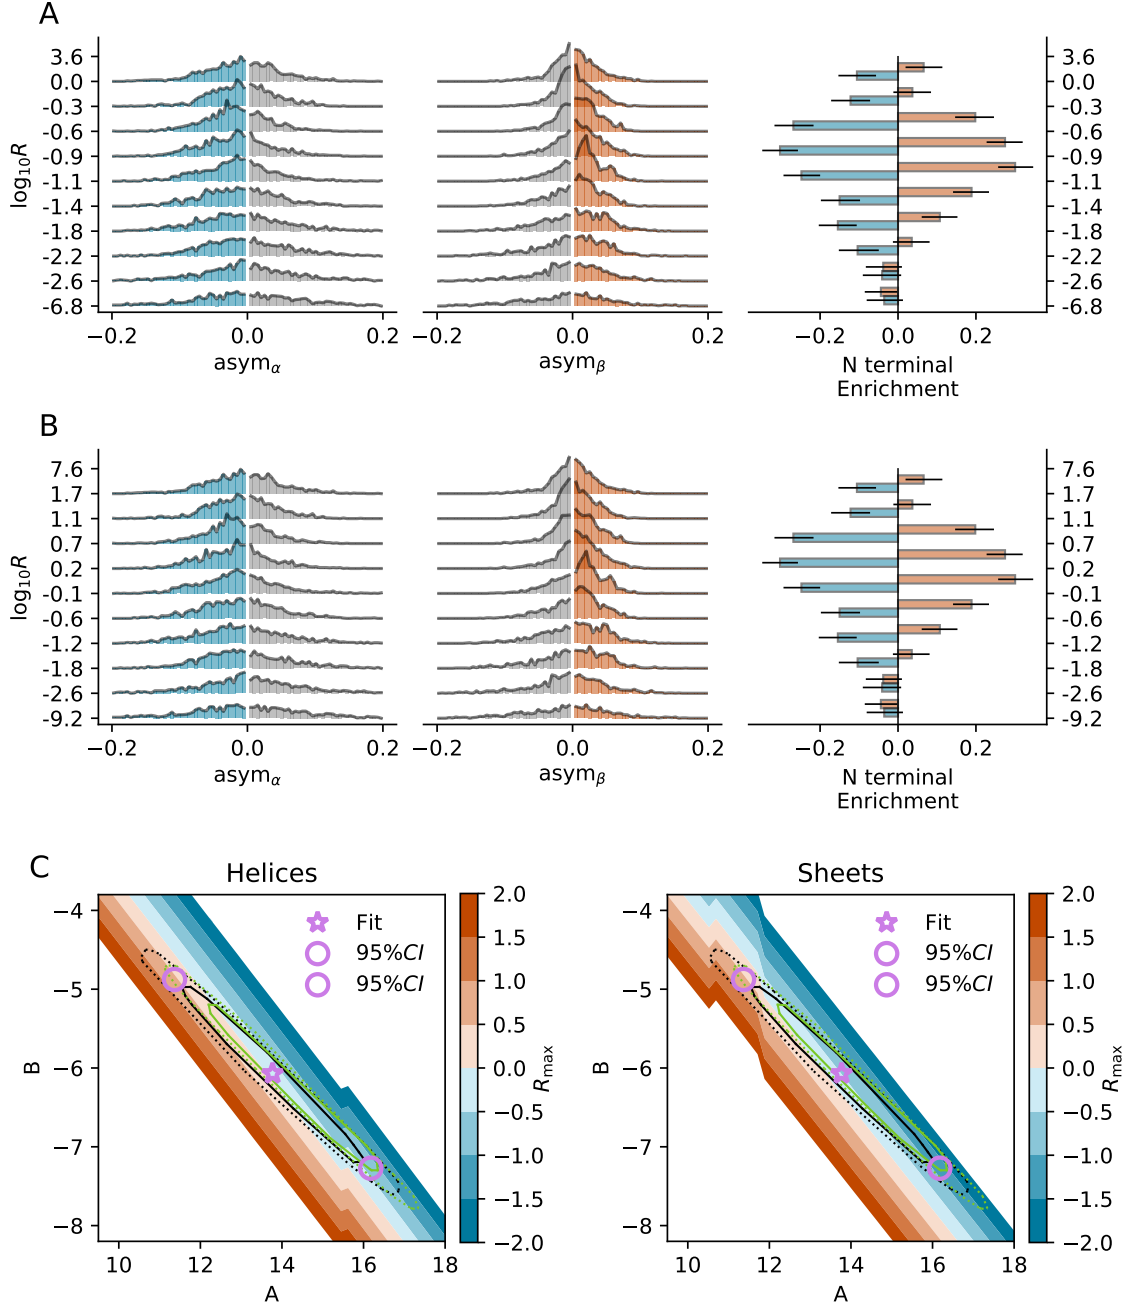 A
log10R
3.6
0.0
-0.3
-0.6
-0.9
-1.1
-1.4
-1.8
-2.2
-2.6
-6.8
−0.2 0.0 0.2
asymα
−0.2 0.0 0.2
asymβ
−0.2 0.0 0.2
N terminal
Enrichment
3.6
0.0
-0.3
-0.6
-0.9
-1.1
-1.4
-1.8
-2.2
-2.6
-6.8
B
log10R
7.6
1.7
1.1
0.7
0.2
-0.1
-0.6
-1.2
-1.8
-2.6
-9.2
−0.2 0.0 0.2
asymα
−0.2 0.0 0.2
asymβ
−0.2 0.0 0.2
N terminal
Enrichment
7.6
1.7
1.1
0.7
0.2
-0.1
-0.6
-1.2
-1.8
-2.6
-9.2
C
Helices
B
−4
−5
−6
−7
−8
Fit
95%CI
95%CI
10 12 14 16 18
A
2.0
1.5
1.0
0.5
0.0
−0.5
−1.0
−1.5
−2.0
Rmax
Sheets
B
−4
−5
−6
−7
−8
Fit
95%CI
95%CI
10 12 14 16 18
A
2.0
1.5
1.0
0.5
0.0
−0.5
−1.0
−1.5
−2.0
Rmax